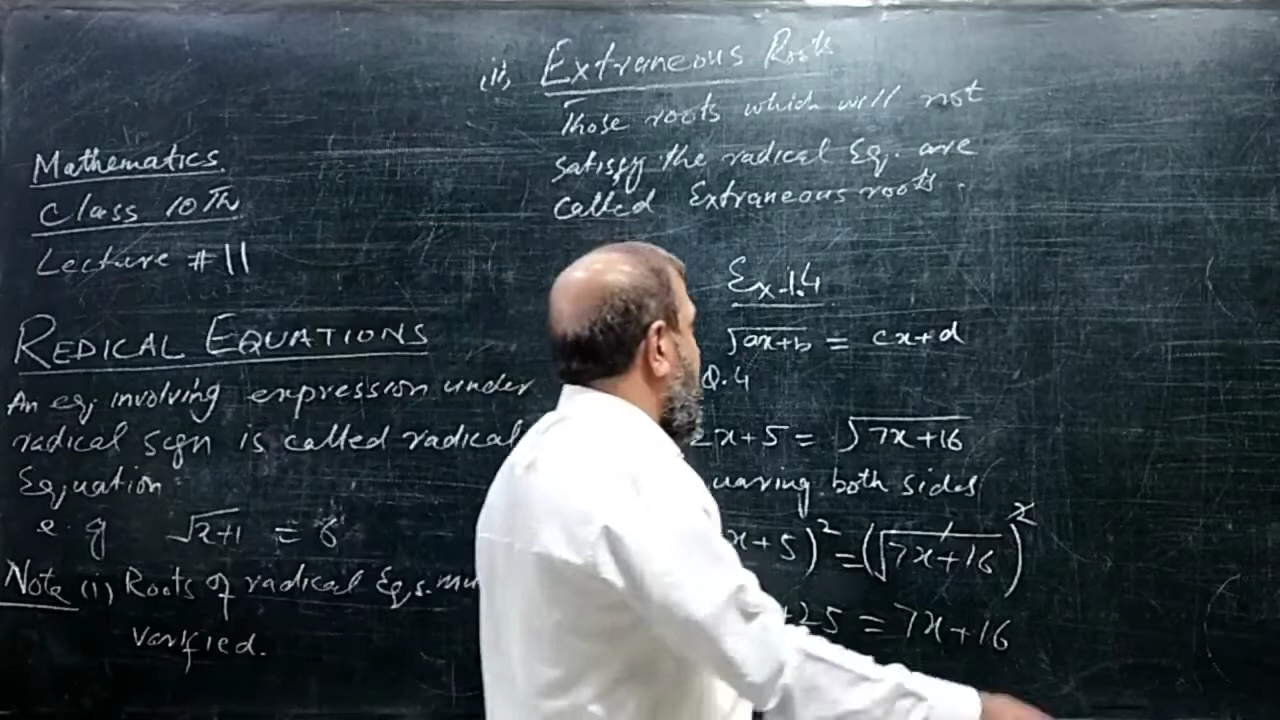 Mathematics
Class 10Th
Lecture #11
REDICAL EQUATIONS
An eq. involving expression under
radical sign is called radical
Equation
e.g √x+1 = 8
Note (i) Roots of radical Eqs. mu
Varified.
(ii) Extraneous Roots
Those roots which will not
satisfy the radical Eq. are
Called Extraneous roots.
Ex-1.4
√ax+b = cx+d
Q.4
2x+5 = √7x+16
uaring both sides
x+5)² = (√7x+16)²
+25 = 7x+16